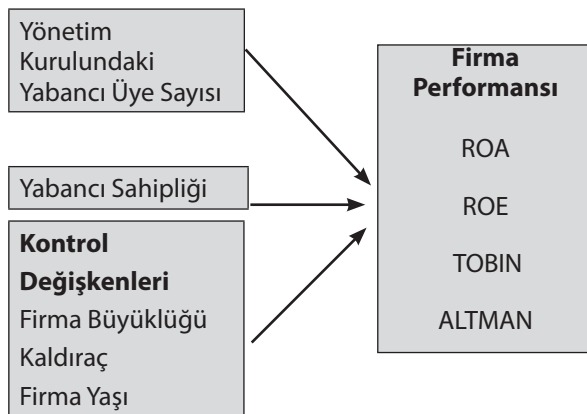 Yönetim
Kurulundaki
Yabancı Üye Sayısı
Yabancı Sahipliği
Kontrol
Değişkenleri
Firma Büyüklüğü
Kaldıraç
Firma Yaşı
Firma
Performansı
ROA
ROE
TOBIN
ALTMAN